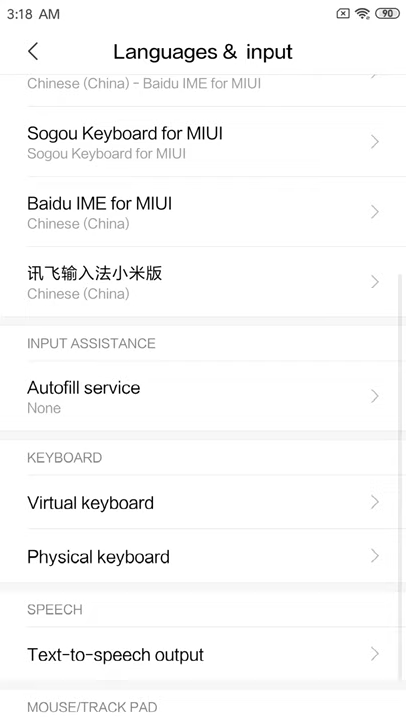 3:18 AM
90
Languages & input
Chinese (China) - Baidu IME for MIUI
Sogou Keyboard for MIUI
Sogou Keyboard for MIUI
Baidu IME for MIUI
Chinese (China)
讯飞输入法小米版
Chinese (China)
INPUT ASSISTANCE
Autofill service
None
KEYBOARD
Virtual keyboard
Physical keyboard
SPEECH
Text-to-speech output
MOUSE/TRACK PAD